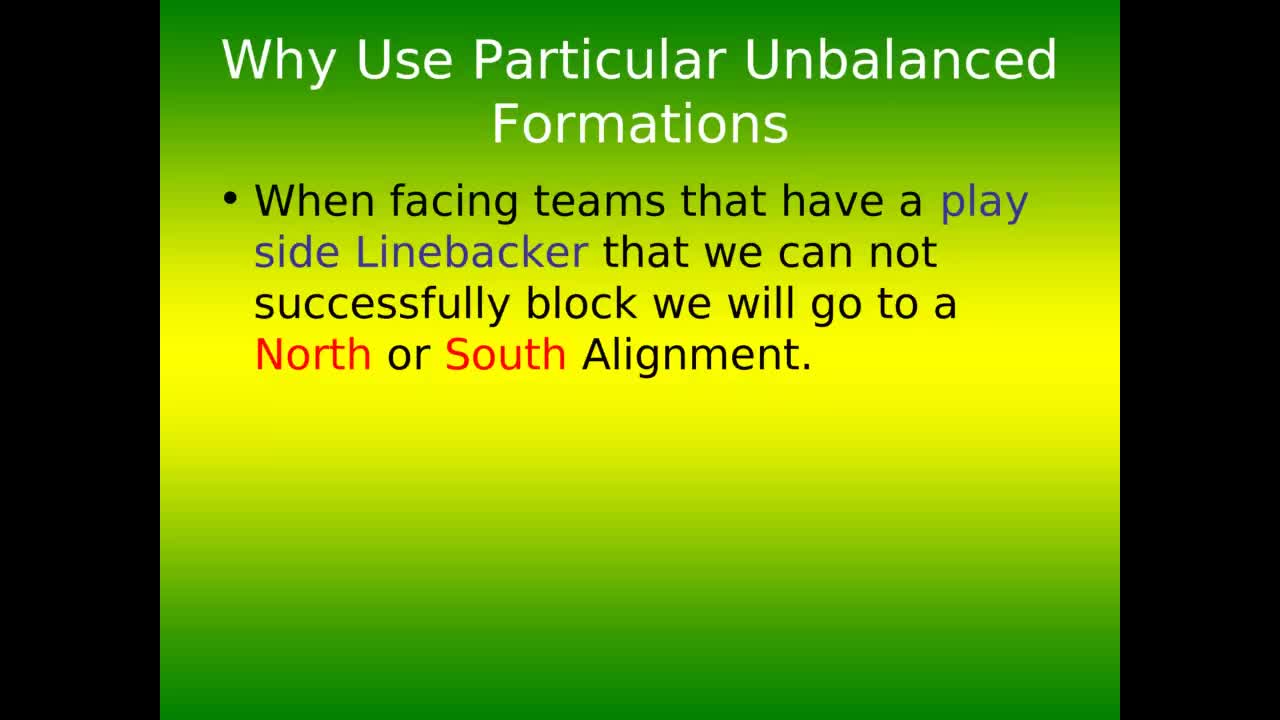 Why Use Particular Unbalanced
Formations
• When facing teams that have a play
side Linebacker that we can not
successfully block we will go to a
North or South Alignment.